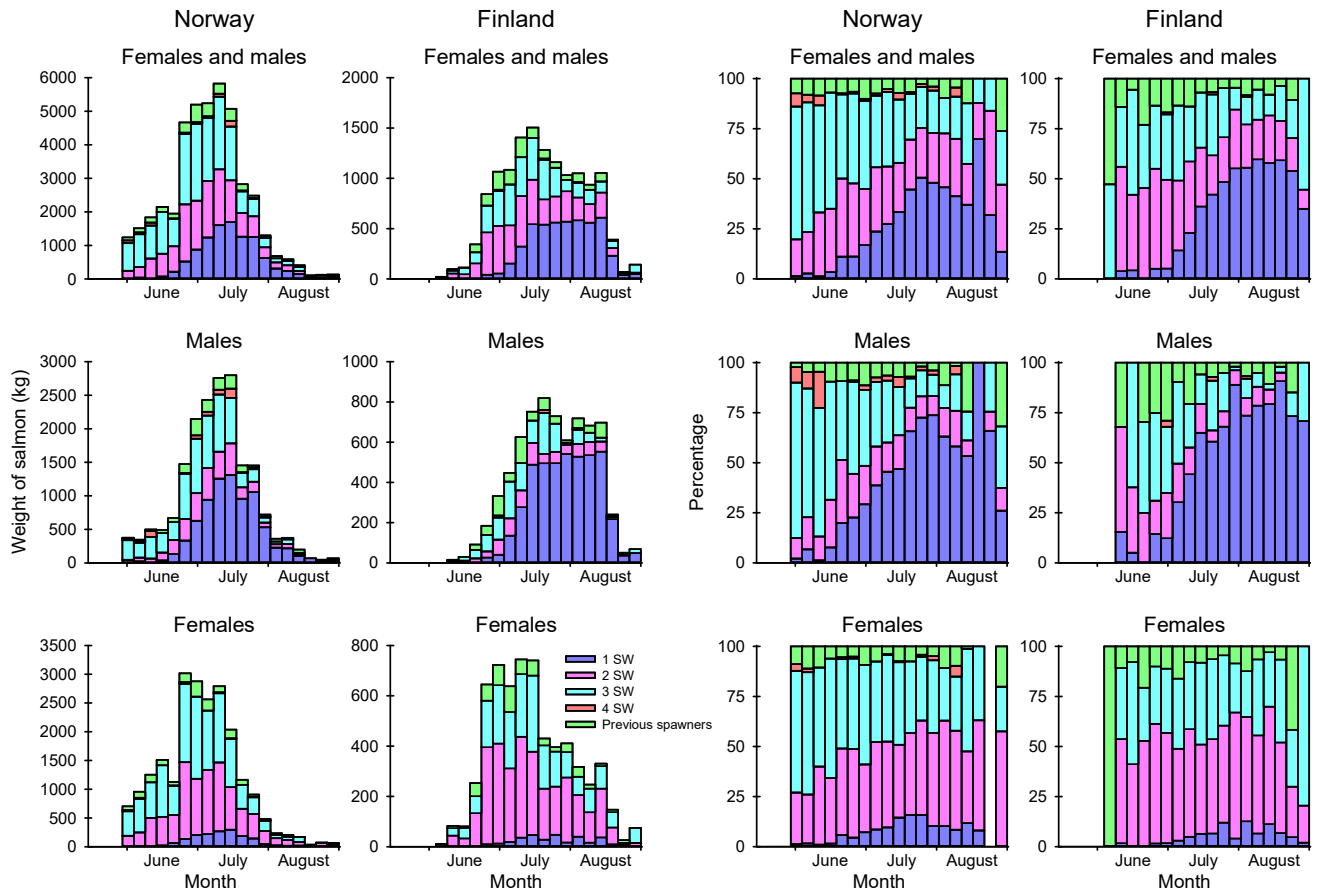 Norway Finland Norway Finland
Females and males Females and males Females and males Females and males
6000
5000
4000
3000
2000
1000
0
June July August
2000
1500
1000
500
0
June July August
100
75
50
25
0
June July August
100
75
50
25
0
June July August
Weight of salmon (kg)
Percentage
Males Males Males Males
3000
2500
2000
1500
1000
500
0
June July August
1000
800
600
400
200
0
June July August
100
75
50
25
0
June July August
100
75
50
25
0
June July August
Females Females Females Females
3500
3000
2500
2000
1500
1000
500
0
June July August
Month
800
600
400
200
0
1 SW
2 SW
3 SW
4 SW
Previous spawners
June July August
Month
100
75
50
25
0
June July August
Month
100
75
50
25
0
June July August
Month